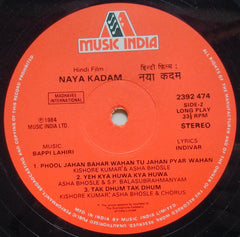 MUSIC INDIA
Hindi Film :
NAYA KADAM
हिन्दी फिल्म :
नया कदम
MADHAVEE
INTERNATIONAL
2392 474
SIDE-2
LONG PLAY
33⅓ RPM
STEREO
℗ 1984
MUSIC INDIA LTD.
MUSIC
BAPPI LAHIRI
LYRICS
INDIVAR
1. PHOOL JAHAN BAHAR WAHAN TU JAHAN PYAR WAHAN
KISHORE KUMAR & ASHA BHOSLE
2. YEH KYA HUWA KYA HUWA
ASHA BHOSLE & S.P. BALASUBRAHMANYAM
3. TAK DHUM TAK DHUM
KISHORE KUMAR, ASHA BHOSLE & CHORUS